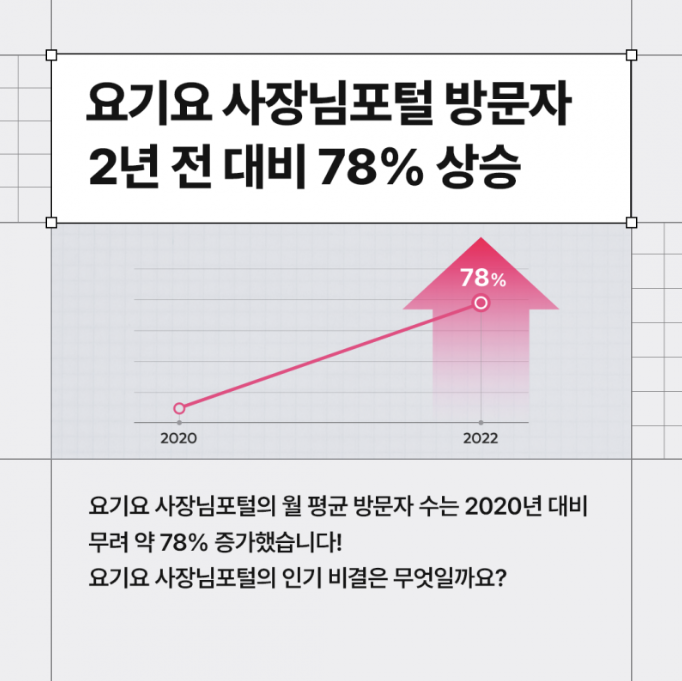 요기요 사장님포털 방문자
2년 전 대비 78% 상승
78%
2020
2022
요기요 사장님포털의 월 평균 방문자 수는 2020년 대비
무려 약 78% 증가했습니다!
요기요 사장님포털의 인기 비결은 무엇일까요?